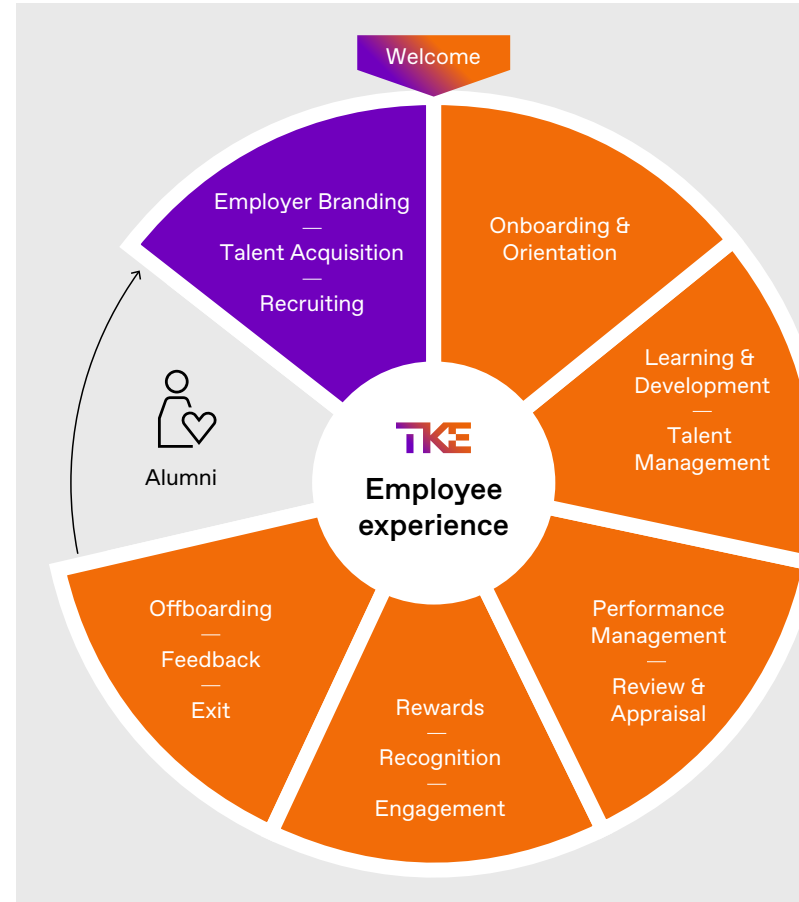 Welcome
Employer Branding
—
Talent Acquisition
—
Recruiting
Onboarding &
Orientation
Learning &
Development
—
Talent
Management
Performance
Management
—
Review &
Appraisal
Rewards
—
Recognition
—
Engagement
Offboarding
—
Feedback
—
Exit
Alumni
TKE
Employee
experience